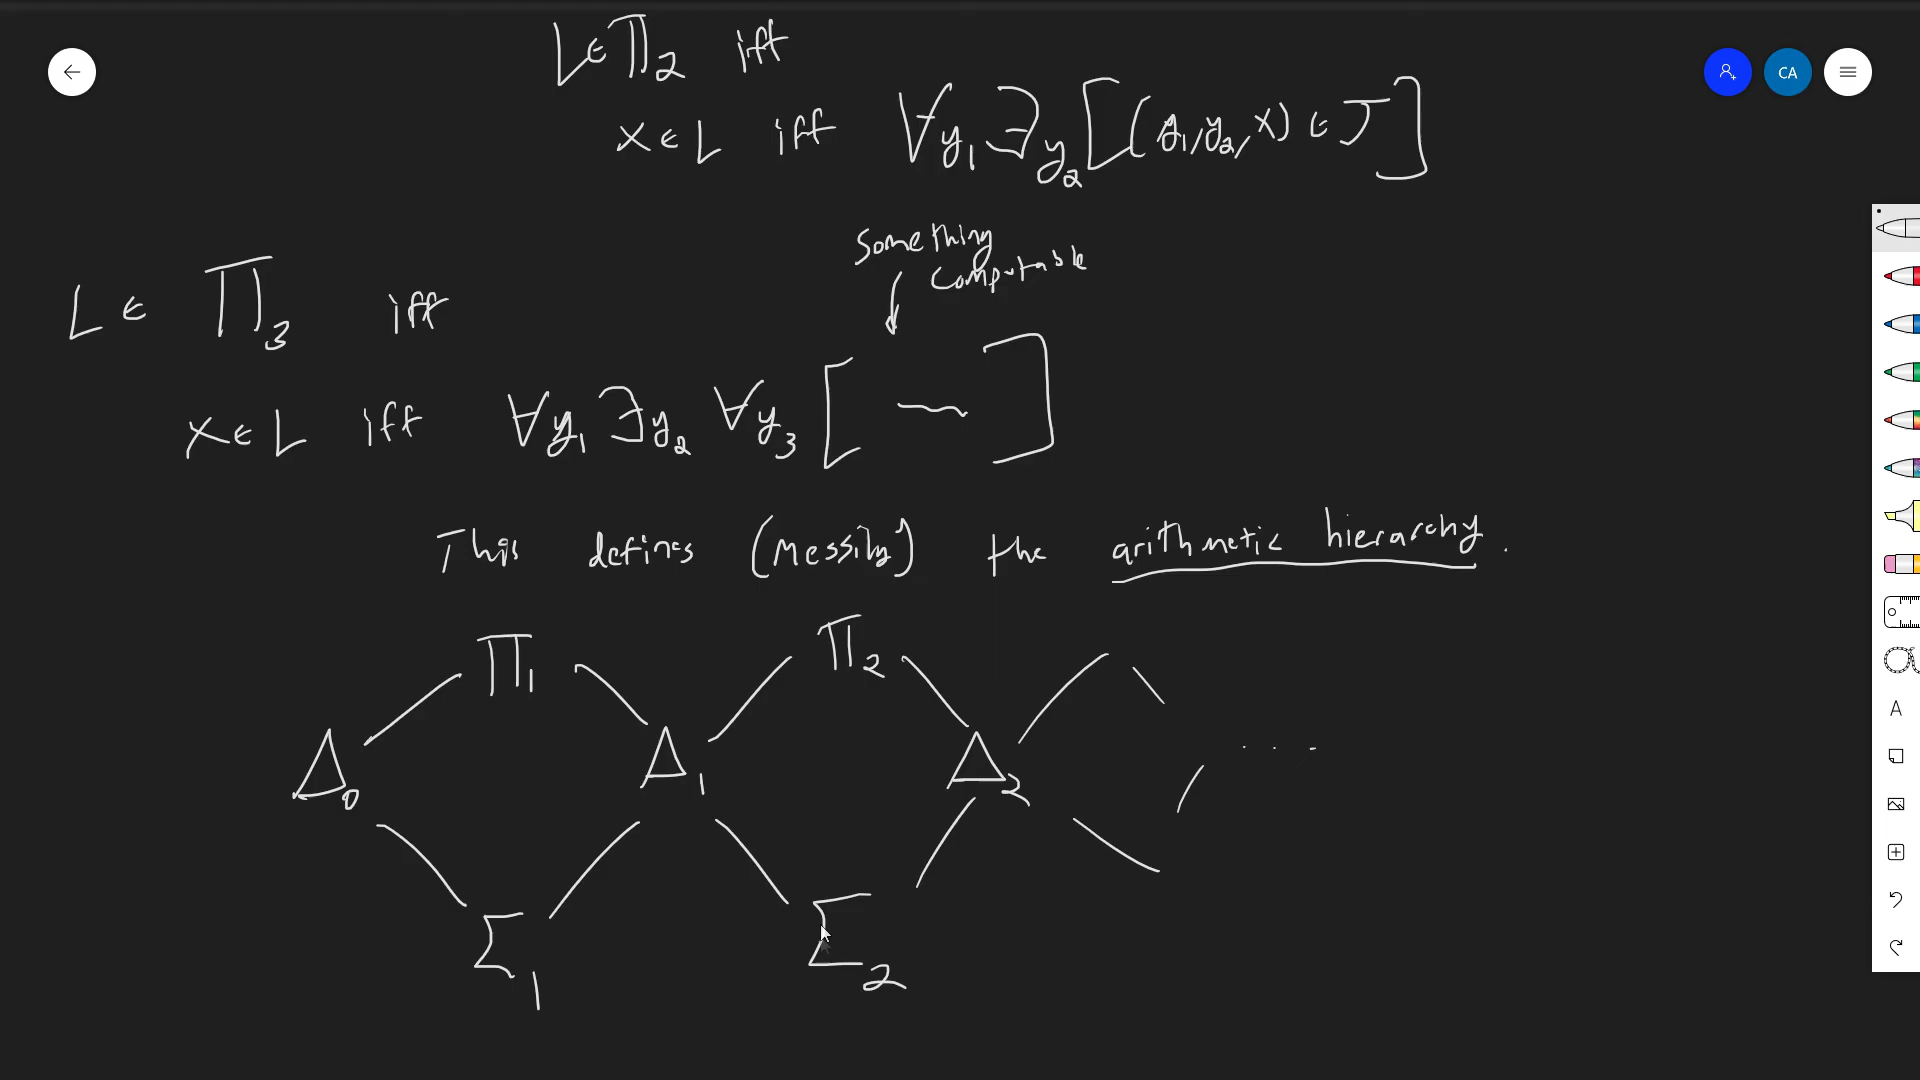 L ∈ Π₂ iff
x ∈ L iff ∀y₁ ∃y₂ [(y₁, y₂, x) ∈ J]
CA
Something
computable
L ∈ Π₃ iff
x ∈ L iff ∀y₁ ∃y₂ ∀y₃ [ ~ ]
This defines (messily) the arithmetic hierarchy.
Π₁ Π₂
Δ₀ Δ₁ Δ₂ ...
Σ₁ Σ₂